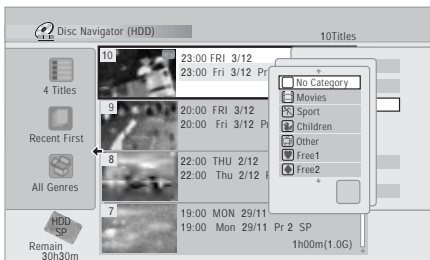 Disc Navigator (HDD)
10Titles
4 Titles
Recent First
All Genres
HDD
SP
Remain
30h30m
10
23:00 FRI 3/12
23:00 Fri 3/12 Pr
9
20:00 FRI 3/12
20:00 Fri 3/12
8
22:00 THU 2/12
22:00 Thu 2/12
7
19:00 MON 29/11
19:00 Mon 29/11 Pr 2 SP
1h00m(1.0G)
No Category
Movies
Sport
Children
Other
Free1
Free2